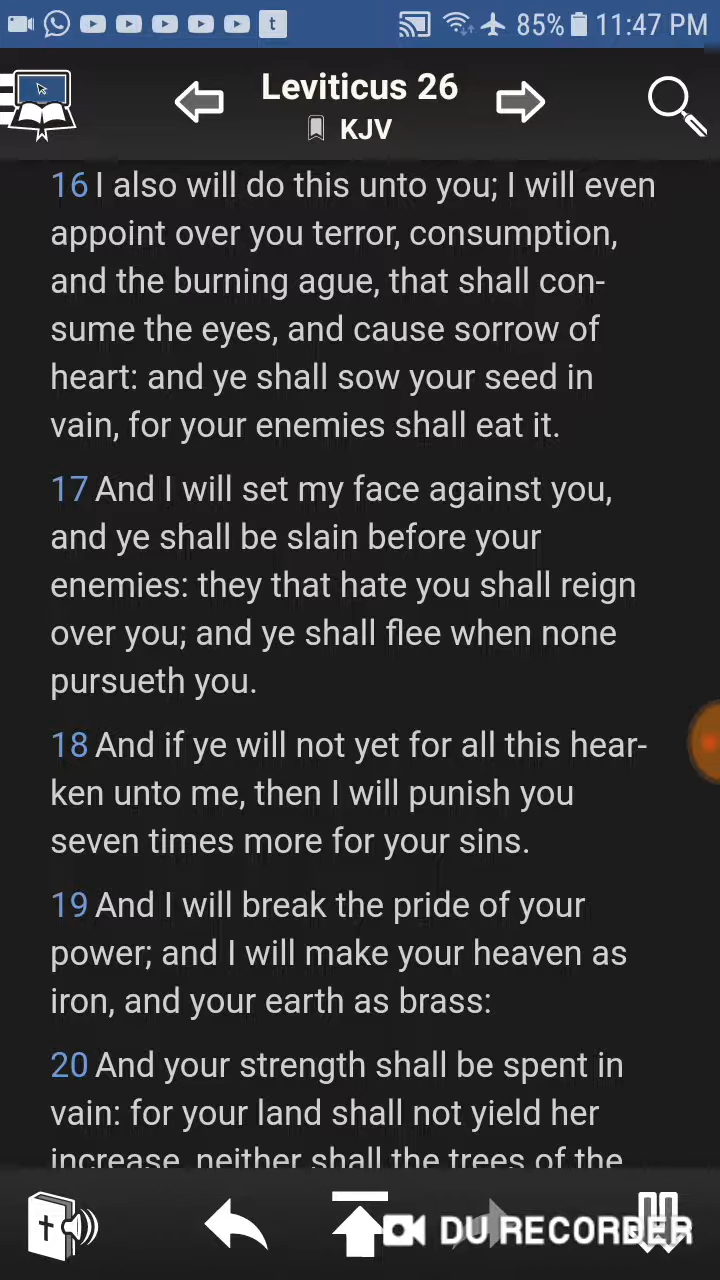 t 85% 11:47 PM
Leviticus 26
KJV
16 I also will do this unto you; I will even
appoint over you terror, consumption,
and the burning ague, that shall con-
sume the eyes, and cause sorrow of
heart: and ye shall sow your seed in
vain, for your enemies shall eat it.
17 And I will set my face against you,
and ye shall be slain before your
enemies: they that hate you shall reign
over you; and ye shall flee when none
pursueth you.
18 And if ye will not yet for all this hear-
ken unto me, then I will punish you
seven times more for your sins.
19 And I will break the pride of your
power; and I will make your heaven as
iron, and your earth as brass:
20 And your strength shall be spent in
vain: for your land shall not yield her
increase, neither shall the trees of the
DU RECORDER